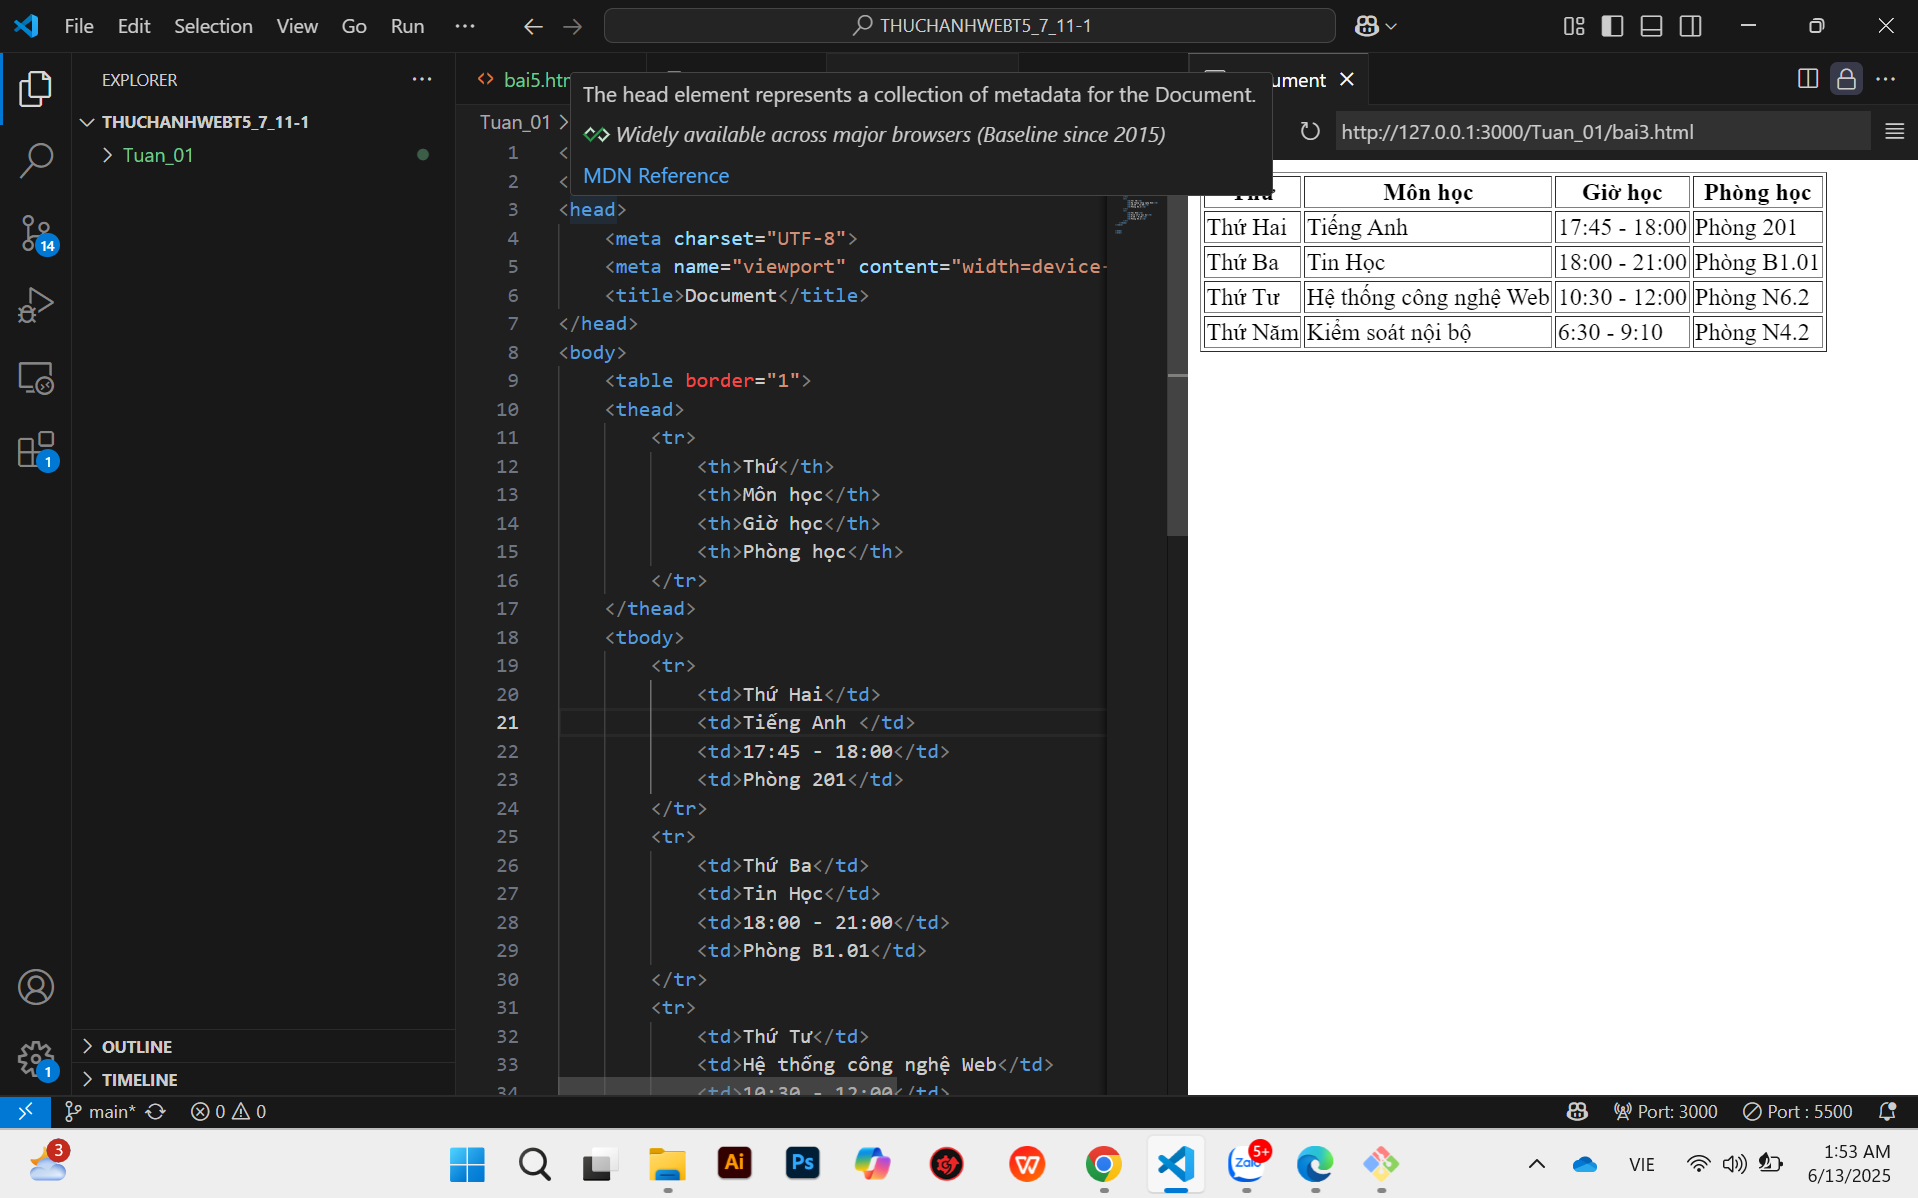 File Edit Selection View Go Run ··· THUCHANHWEBT5_7_11-1
EXPLORER
THUCHANHWEBT5_7_11-1
Tuan_01
14
1
1
OUTLINE
TIMELINE
bai5.htm
Tuan_01
The head element represents a collection of metadata for the Document.
Widely available across major browsers (Baseline since 2015)
MDN Reference
1 <
2 <
3 <head>
4 <meta charset="UTF-8">
5 <meta name="viewport" content="width=device-
6 <title>Document</title>
7 </head>
8 <body>
9 <table border="1">
10 <thead>
11 <tr>
12 <th>Thứ</th>
13 <th>Môn học</th>
14 <th>Giờ học</th>
15 <th>Phòng học</th>
16 </tr>
17 </thead>
18 <tbody>
19 <tr>
20 <td>Thứ Hai</td>
21 <td>Tiếng Anh </td>
22 <td>17:45 - 18:00</td>
23 <td>Phòng 201</td>
24 </tr>
25 <tr>
26 <td>Thứ Ba</td>
27 <td>Tin Học</td>
28 <td>18:00 - 21:00</td>
29 <td>Phòng B1.01</td>
30 </tr>
31 <tr>
32 <td>Thứ Tư</td>
33 <td>Hệ thống công nghệ Web</td>
34 <td>10:30 - 12:00</td>
ument
http://127.0.0.1:3000/Tuan_01/bai3.html
Thứ Môn học Giờ học Phòng học
Thứ Hai Tiếng Anh 17:45 - 18:00 Phòng 201
Thứ Ba Tin Học 18:00 - 21:00 Phòng B1.01
Thứ Tư Hệ thống công nghệ Web 10:30 - 12:00 Phòng N6.2
Thứ Năm Kiểm soát nội bộ 6:30 - 9:10 Phòng N4.2
main* 0 0 Port: 3000 Port : 5500
3 Ai Ps Zalo 5+ VIE 1:53 AM
6/13/2025